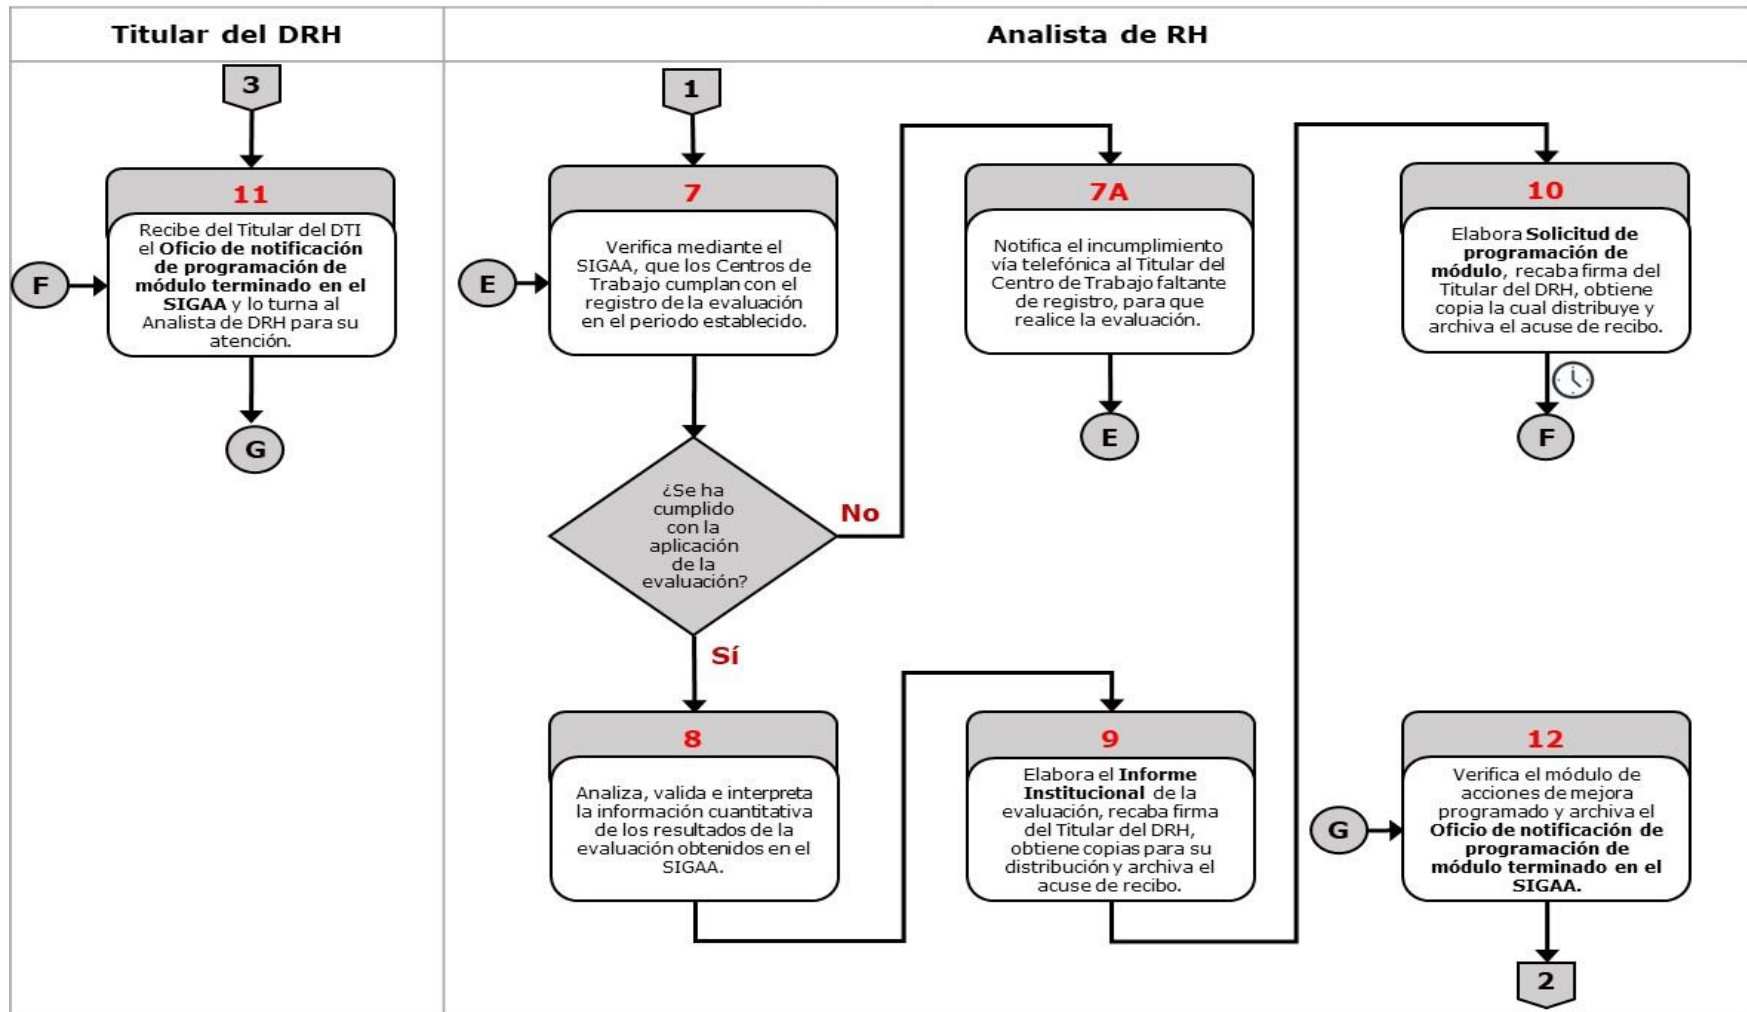 Titular del DRH
Analista de RH
3
11
Recibe del Titular del DTI
el Oficio de notificación
de programación de
módulo terminado en el
SIGAA y lo turna al
Analista de DRH para su
atención.
F
G
1
7
Verifica mediante el
SIGAA, que los Centros de
Trabajo cumplan con el
registro de la evaluación
en el periodo establecido.
E
¿Se ha
cumplido
con la
aplicación
de la
evaluación?
No
Sí
7A
Notifica el incumplimiento
vía telefónica al Titular del
Centro de Trabajo faltante
de registro, para que
realice la evaluación.
E
8
Analiza, valida e interpreta
la información cuantitativa
de los resultados de la
evaluación obtenidos en el
SIGAA.
9
Elabora el Informe
Institucional de la
evaluación, recaba firma
del Titular del DRH,
obtiene copias para su
distribución y archiva el
acuse de recibo.
10
Elabora Solicitud de
programación de
módulo, recaba firma del
Titular del DRH, obtiene
copia la cual distribuye y
archiva el acuse de recibo.
F
G
12
Verifica el módulo de
acciones de mejora
programado y archiva el
Oficio de notificación de
programación de
módulo terminado en el
SIGAA.
2